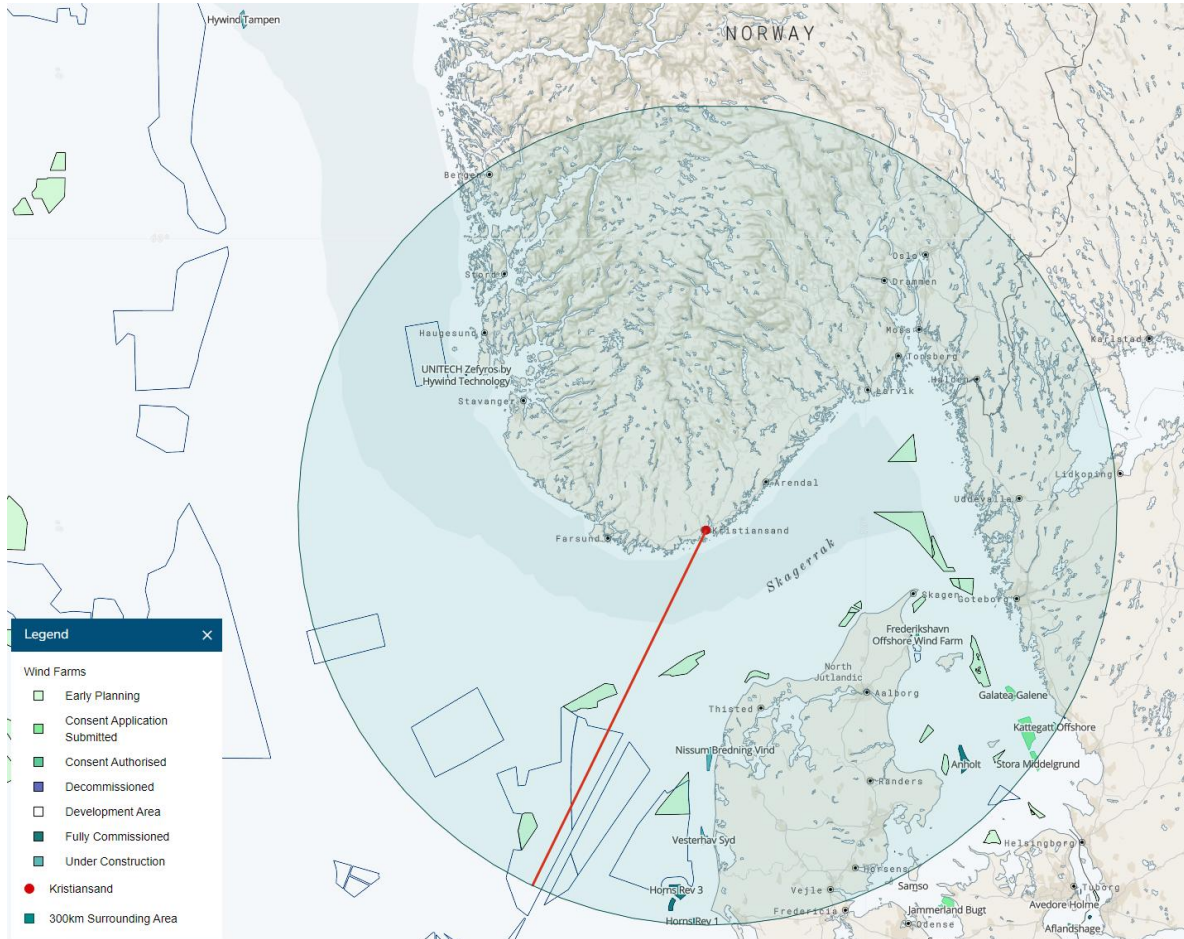 Hywind Tampen
NORWAY
Bergen
Oslo
Stord
Drammen
Haugesund
Moss
Karlstad
Tonsberg
UNITECH Zefyros by
Hywind Technology
Halden
Larvik
Stavanger
Lidkoping
Arendal
Uddevalla
Kristiansand
Farsund
Skagerrak
Skagen
Goteborg
Frederikshavn
Offshore Wind Farm
North
Jutlandic
Aalborg
Galatea-Galene
Thisted
Kattegatt Offshore
Nissum Bredning Vind
Anholt
Stora Middelgrund
Randers
Vesterhav Syd
Helsingborg
Horsens
Horns Rev 3
Vejle
Samso
Tuborg
Fredericia
Jammerland Bugt
Avedore Holme
Horns Rev 1
Odense
Aflandshage
Legend
Wind Farms
Early Planning
Consent Application
Submitted
Consent Authorised
Decommissioned
Development Area
Fully Commissioned
Under Construction
Kristiansand
300km Surrounding Area